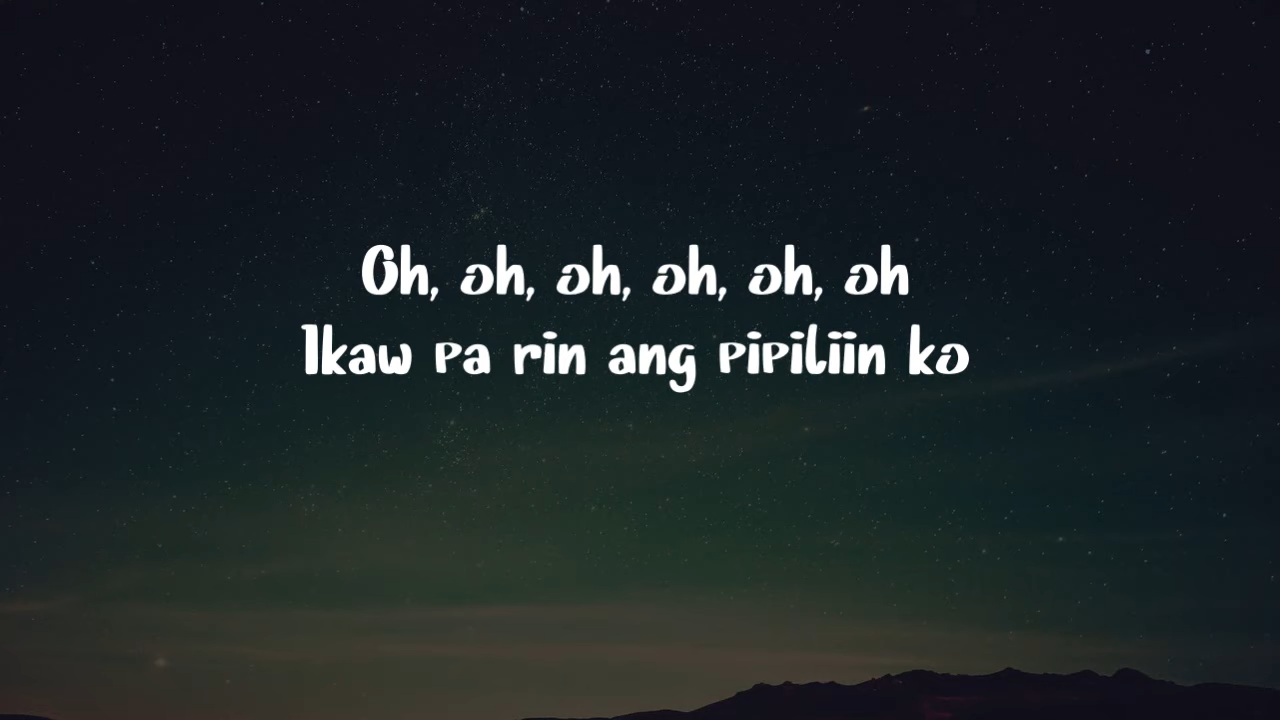 Oh, oh, oh, oh, oh, oh
Ikaw pa rin ang pipiliin ko